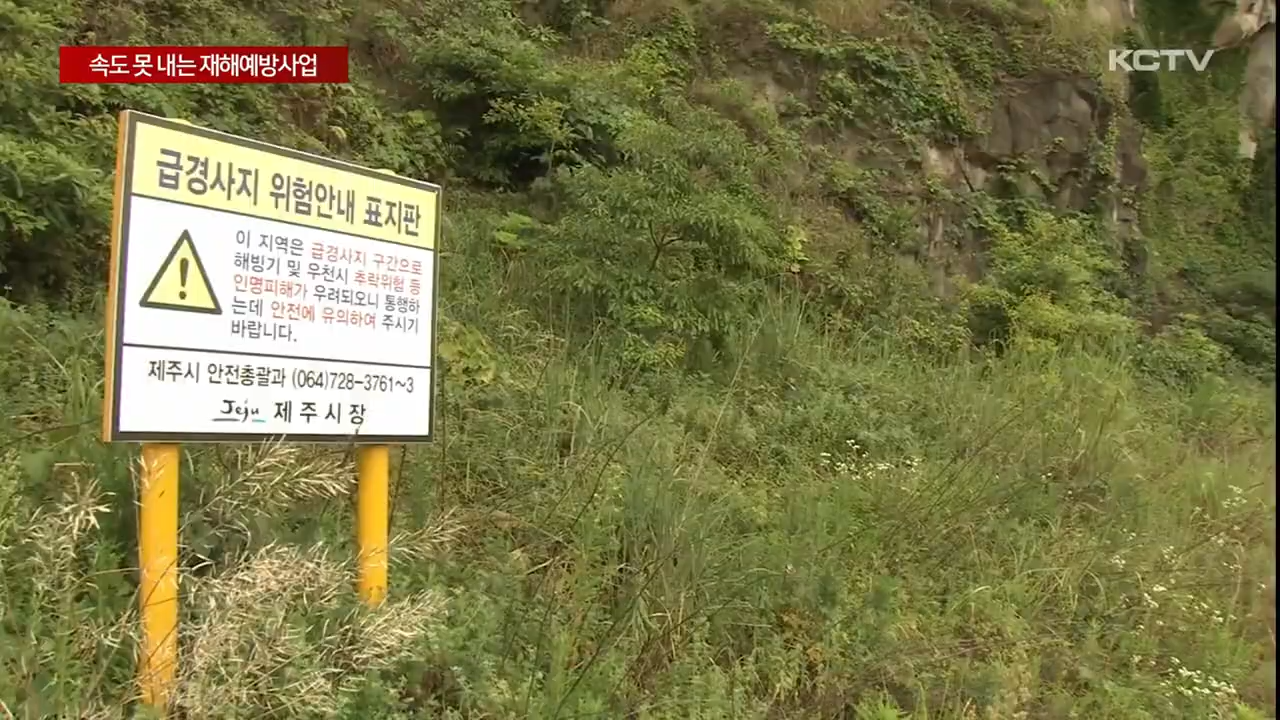 속도 못 내는 재해예방사업
KCTV
급경사지 위험안내 표지판
이 지역은 급경사지 구간으로
해빙기 및 우천시 추락위험 등
인명피해가 우려되오니 통행하
는데 안전에 유의하여 주시기
바랍니다.
제주시 안전총괄과 (064)728-3761~3
Jeju 제주시장